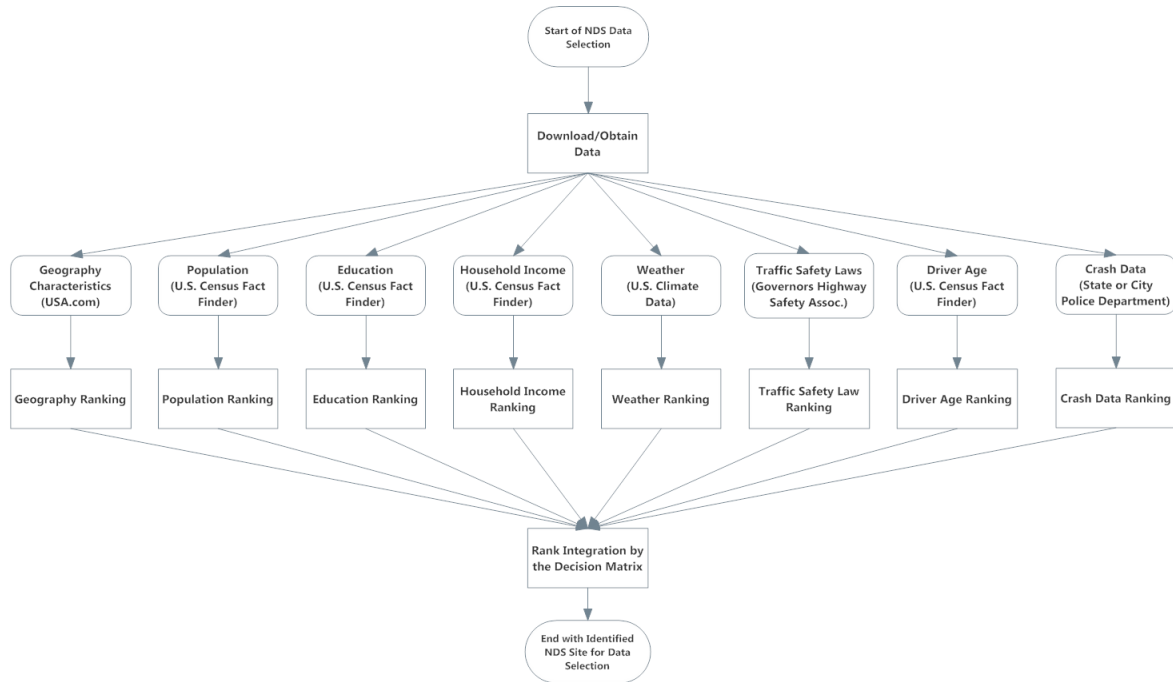 Start of NDS Data
Selection
Download/Obtain
Data
Geography
Characteristics
(USA.com)
Population
(U.S. Census Fact
Finder)
Education
(U.S. Census Fact
Finder)
Household Income
(U.S. Census Fact
Finder)
Weather
(U.S. Climate
Data)
Traffic Safety Laws
(Governors Highway
Safety Assoc.)
Driver Age
(U.S. Census Fact
Finder)
Crash Data
(State or City
Police Department)
Geography Ranking
Population Ranking
Education Ranking
Household Income
Ranking
Weather Ranking
Traffic Safety Law
Ranking
Driver Age Ranking
Crash Data Ranking
Rank Integration by
the Decision Matrix
End with Identified
NDS Site for Data
Selection